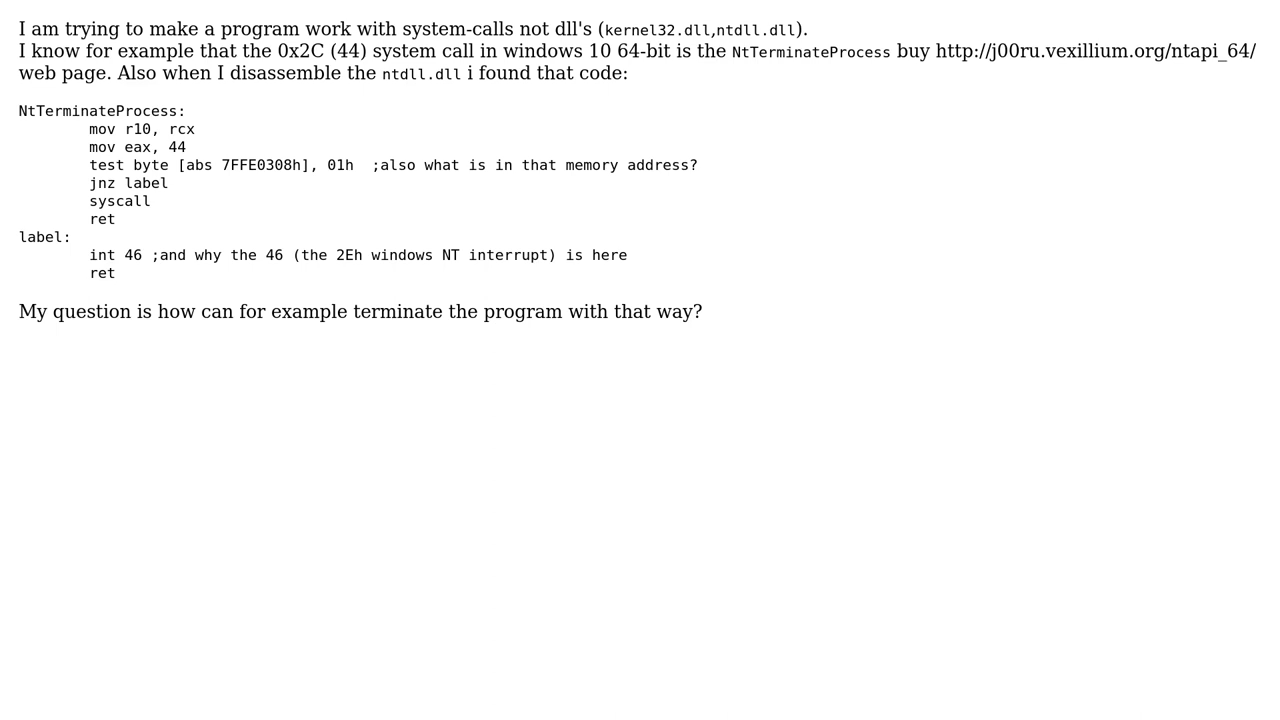 I am trying to make a program work with system-calls not dll's (kernel32.dll,ntdll.dll).
I know for example that the 0x2C (44) system call in windows 10 64-bit is the NtTerminateProcess buy http://j00ru.vexillium.org/ntapi_64/
web page. Also when I disassemble the ntdll.dll i found that code:
NtTerminateProcess:
        mov r10, rcx
        mov eax, 44
        test byte [abs 7FFE0308h], 01h  ;also what is in that memory address?
        jnz label
        syscall
        ret
label:
        int 46 ;and why the 46 (the 2Eh windows NT interrupt) is here
        ret
My question is how can for example terminate the program with that way?